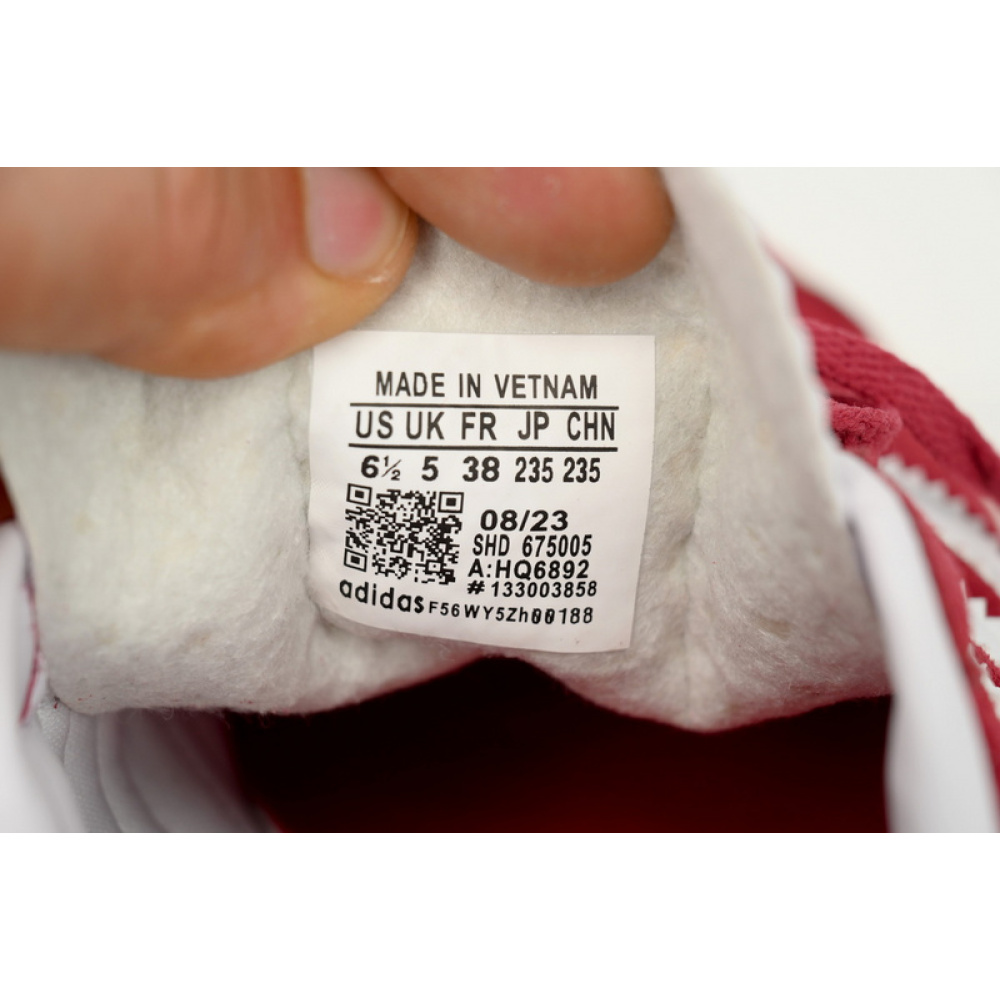 MADE IN VETNAM
US UK FR JP CHN
6½ 5 38 235 235
08/23
SHD 675005
A:HQ6892
# 133003858
adidas F56WY5Zh00188